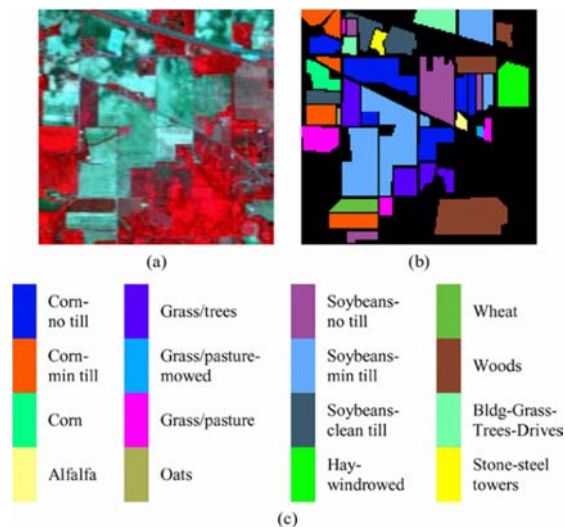 (a)
(b)
Corn-
no till
Grass/trees
Soybeans-
no till
Wheat
Corn-
min till
Grass/pasture-
mowed
Soybeans-
min till
Woods
Corn
Grass/pasture
Soybeans-
clean till
Bldg-Grass-
Trees-Drives
Alfalfa
Oats
Hay-
windrowed
Stone-steel
towers
(c)